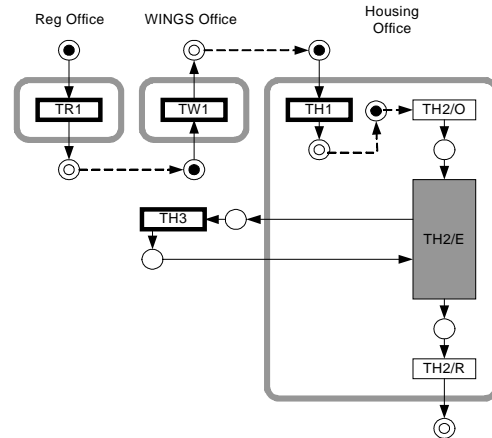 Reg Office
WINGS Office
Housing
Office
TR1
TW1
TH1
TH2/O
TH3
TH2/E
TH2/R